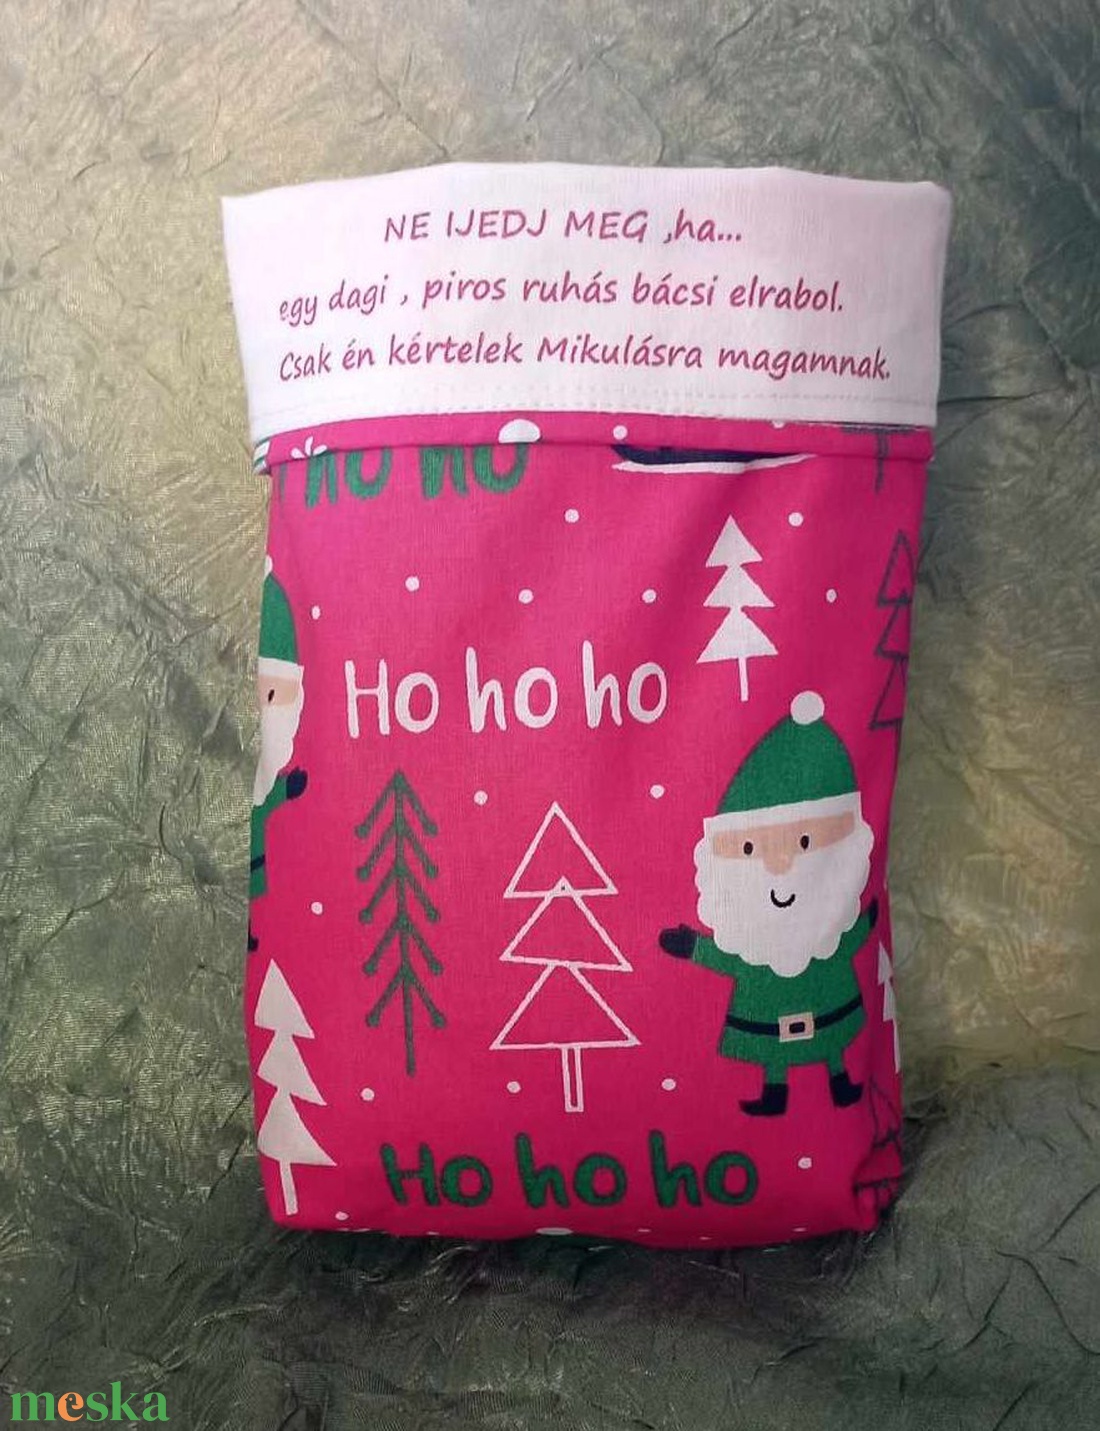 NE IJEDJ MEG ,ha...
egy dagi , piros ruhás bácsi elrabol.
Csak én kértelek Mikulásra magamnak.
Ho ho
Ho ho ho
Ho ho ho
meska